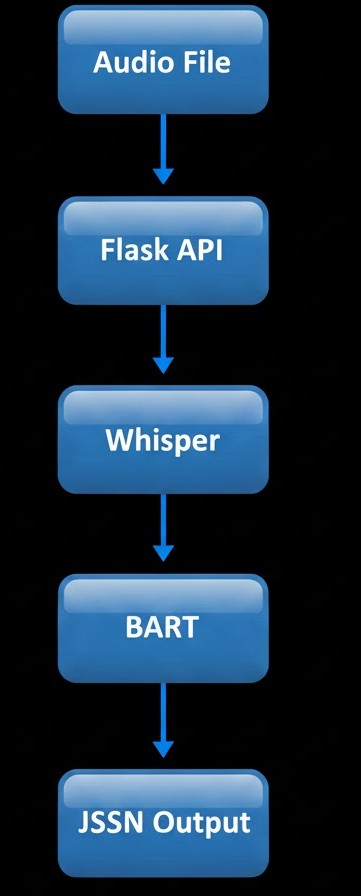 Audio File
Flask API
Whisper
BART
JSSN Output